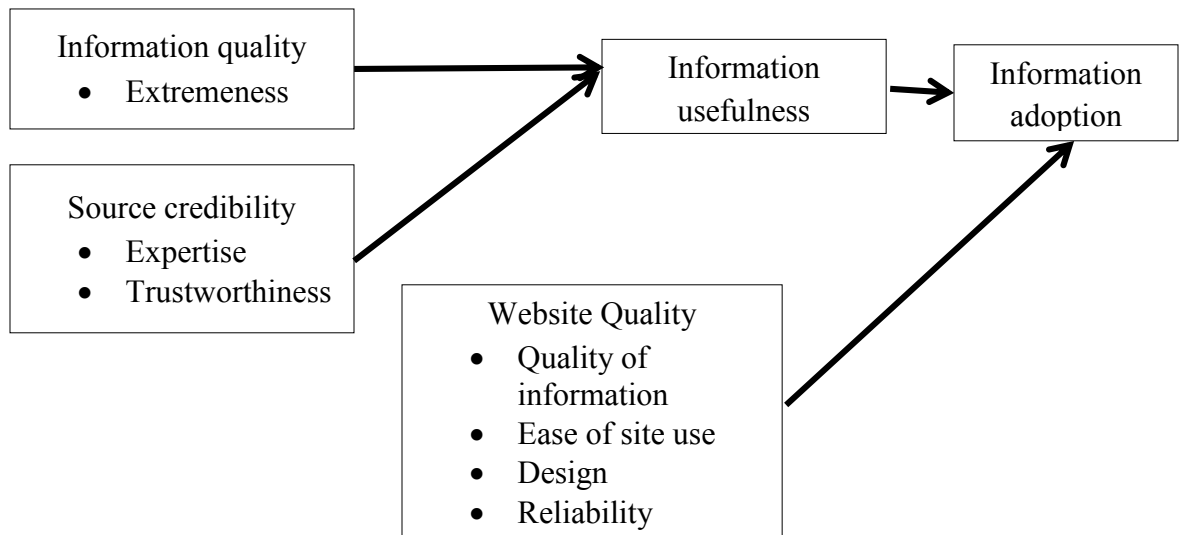 Information quality
• Extremeness
Source credibility
• Expertise
• Trustworthiness
Information
usefulness
Information
adoption
Website Quality
• Quality of
information
• Ease of site use
• Design
• Reliability